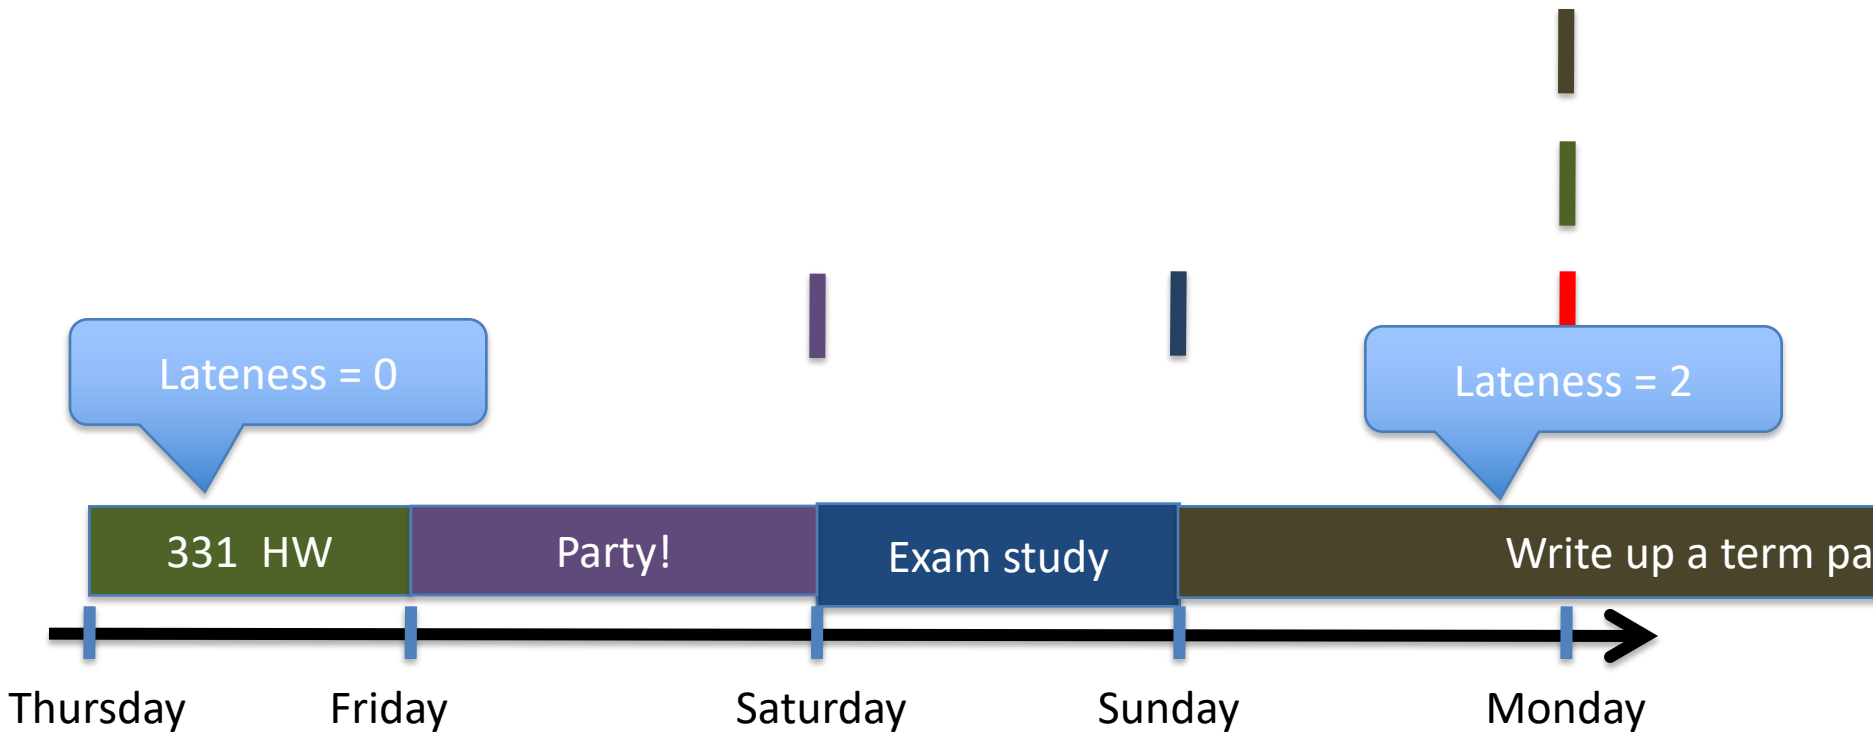 Lateness = 0
Lateness = 2
331 HW
Party!
Exam study
Write up a term pa
Thursday
Friday
Saturday
Sunday
Monday